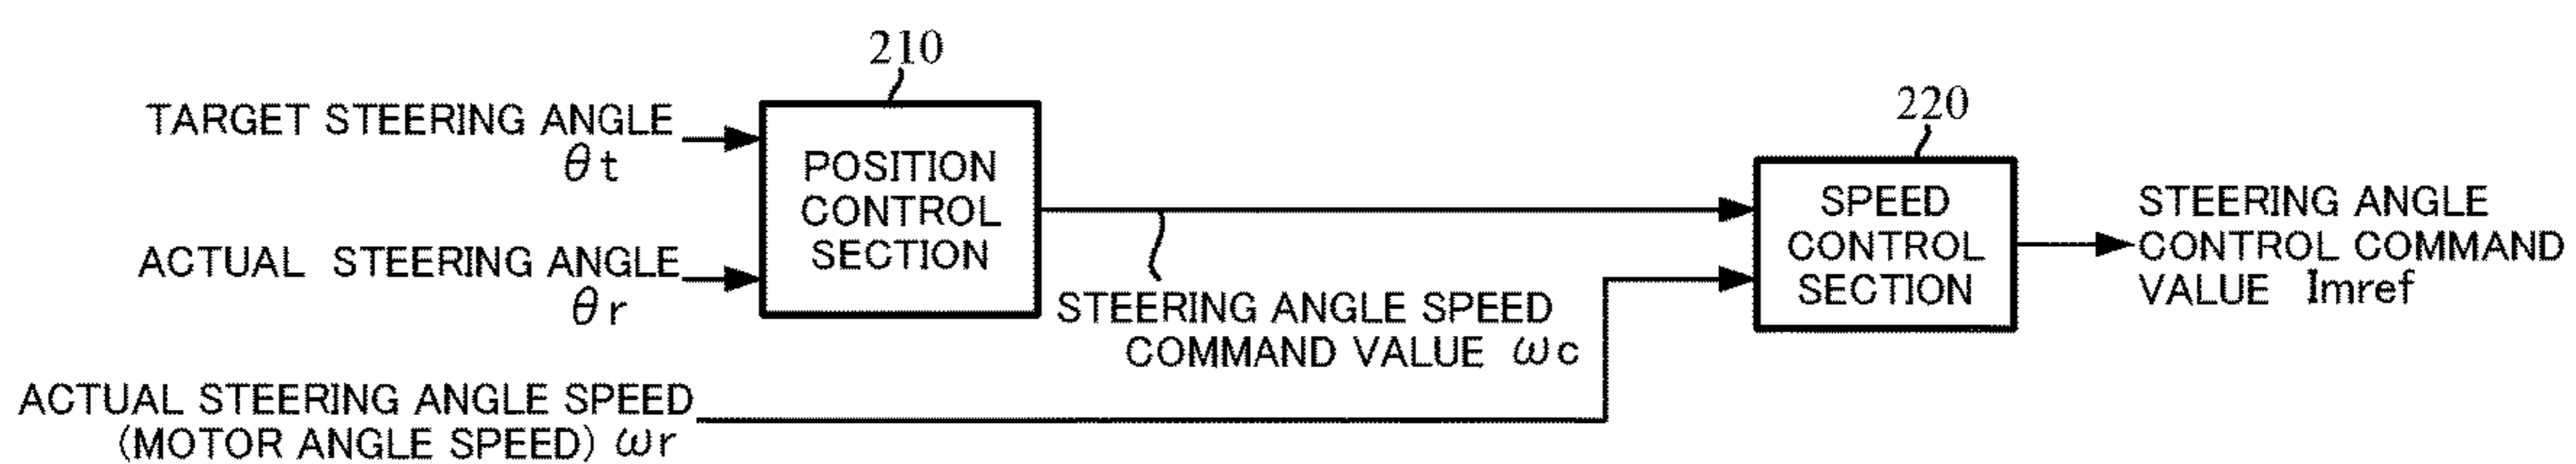 210
TARGET STEERING ANGLE
θt
POSITION
CONTROL
SECTION
ACTUAL STEERING ANGLE
θr
STEERING ANGLE SPEED
COMMAND VALUE ωc
ACTUAL STEERING ANGLE SPEED
(MOTOR ANGLE SPEED) ωr
220
SPEED
CONTROL
SECTION
STEERING ANGLE
CONTROL COMMAND
VALUE Imref